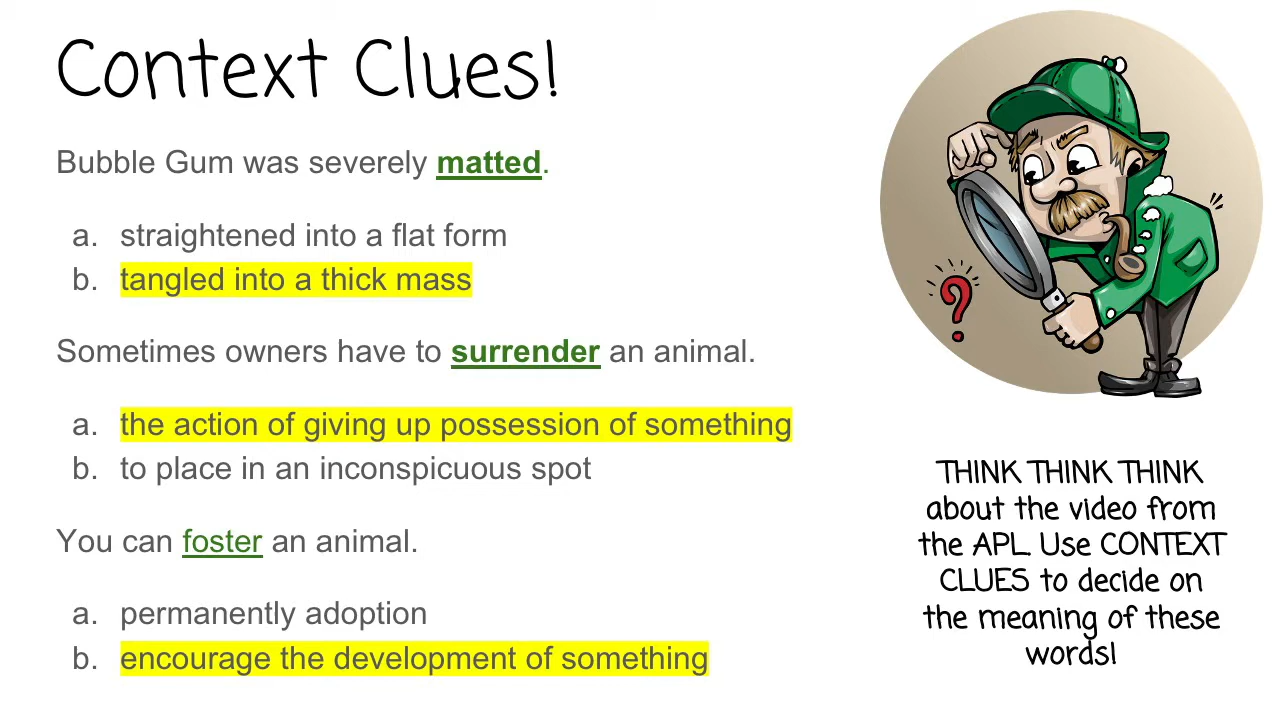 Context Clues!
Bubble Gum was severely matted.
a. straightened into a flat form
b. tangled into a thick mass
Sometimes owners have to surrender an animal.
a. the action of giving up possession of something
b. to place in an inconspicuous spot
You can foster an animal.
a. permanently adoption
b. encourage the development of something
?
THINK THINK THINK
about the video from
the APL. Use CONTEXT
CLUES to decide on
the meaning of these
words!